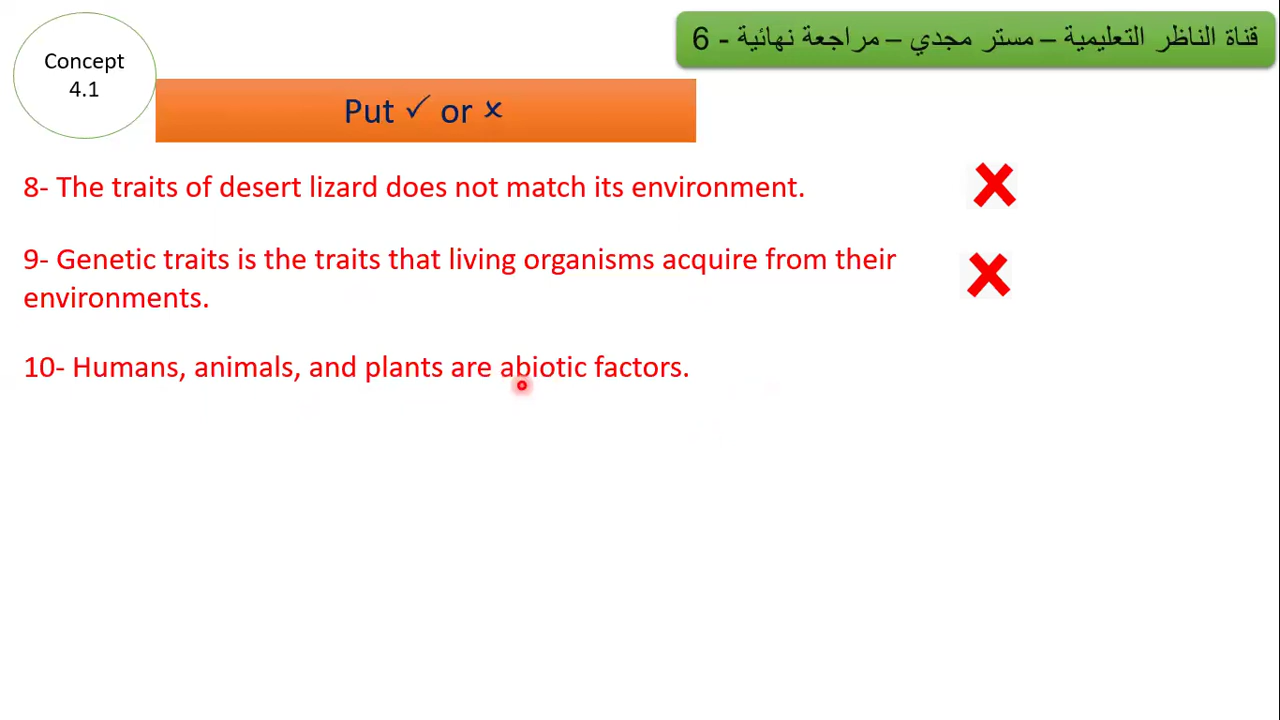 Concept
4.1
قناة الناظر التعليمية – مستر مجدي – مراجعة نهائية - 6
Put ✓ or ×
8- The traits of desert lizard does not match its environment.
9- Genetic traits is the traits that living organisms acquire from their
environments.
10- Humans, animals, and plants are abiotic factors.